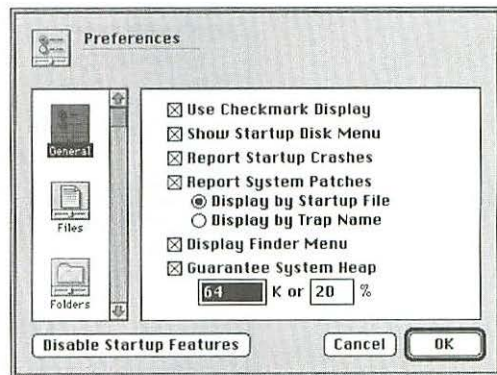 Preferences
General
Files
Folders
Use Checkmark Display
Show Startup Disk Menu
Report Startup Crashes
Report System Patches
Display by Startup File
Display by Trap Name
Display Finder Menu
Guarantee System Heap
64 K or 20 %
Disable Startup Features
Cancel
OK